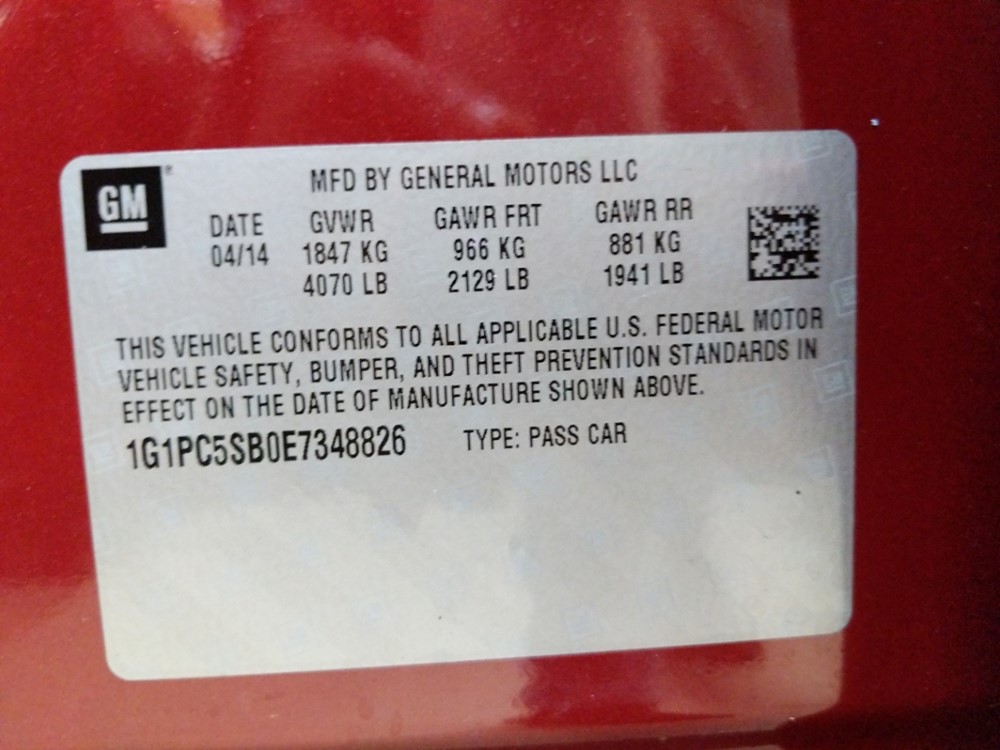 GM®
MFD BY GENERAL MOTORS LLC
DATE GVWR GAWR FRT GAWR RR
04/14 1847 KG 966 KG 881 KG
4070 LB 2129 LB 1941 LB
THIS VEHICLE CONFORMS TO ALL APPLICABLE U.S. FEDERAL MOTOR
VEHICLE SAFETY, BUMPER, AND THEFT PREVENTION STANDARDS IN
EFFECT ON THE DATE OF MANUFACTURE SHOWN ABOVE.
1G1PC5SB0E7348826 TYPE: PASS CAR